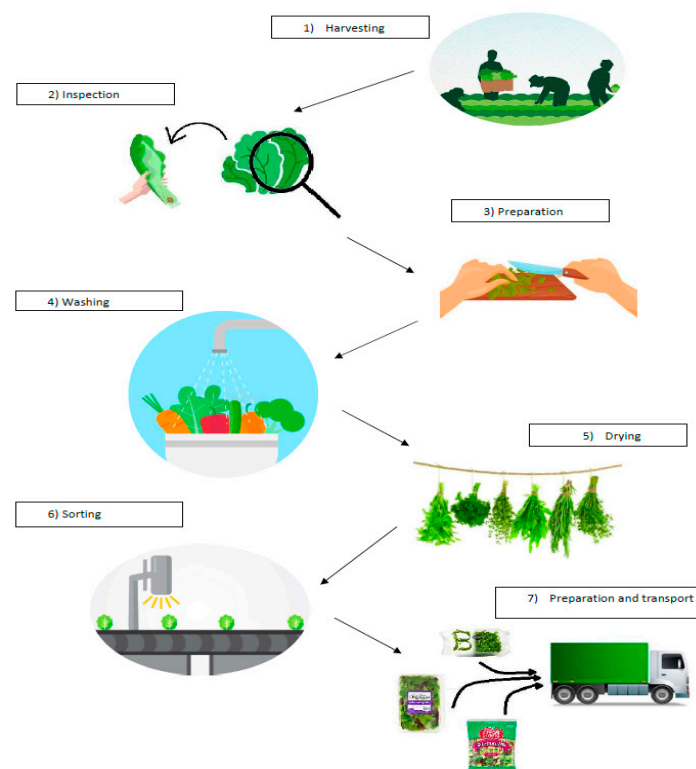 1) Harvesting
2) Inspection
3) Preparation
4) Washing
5) Drying
6) Sorting
7) Preparation and transport